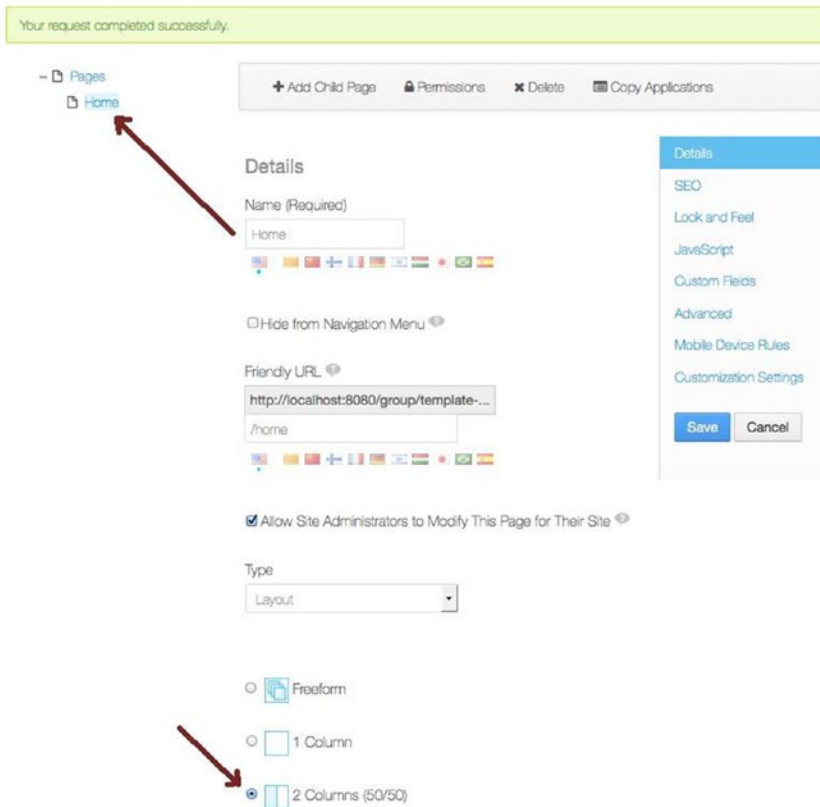 Your request completed successfully.
Pages
Home
Add Child Page
Permissions
Delete
Copy Applications
Details
Name (Required)
Home
Hide from Navigation Menu
Friendly URL
http://localhost:8080/group/template-...
/home
Allow Site Administrators to Modify This Page for Their Site
Type
Layout
Freeform
1 Column
2 Columns (50/50)
Details
SEO
Look and Feel
JavaScript
Custom Fields
Advanced
Mobile Device Rules
Customization Settings
Save
Cancel